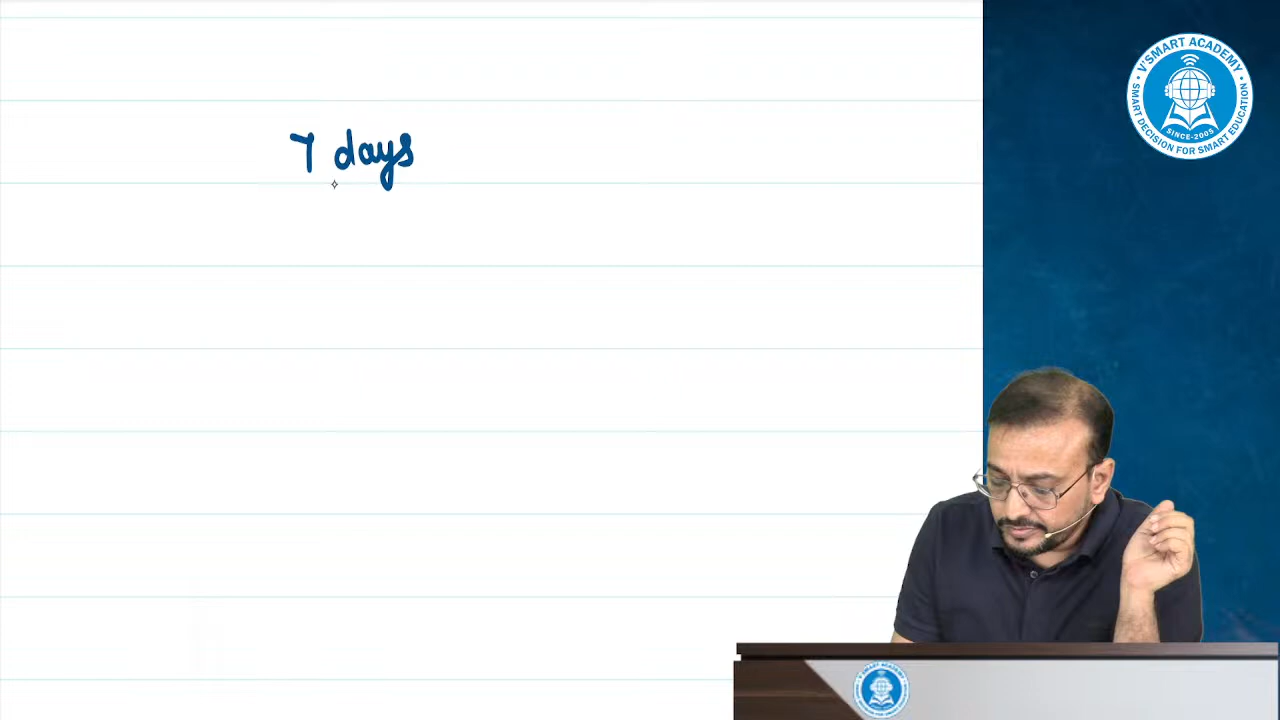 7 days
V'SMART ACADEMY
SMART DECISION FOR SMART EDUCATION
SINCE-2005